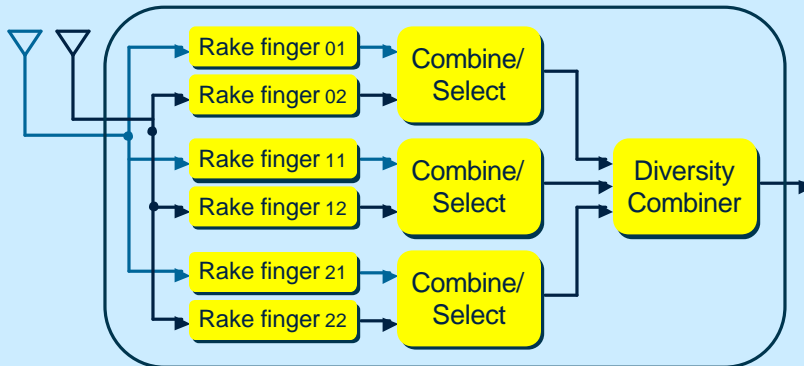 Rake finger 01
Rake finger 02
Combine/
Select
Rake finger 11
Rake finger 12
Combine/
Select
Rake finger 21
Rake finger 22
Combine/
Select
Diversity
Combiner